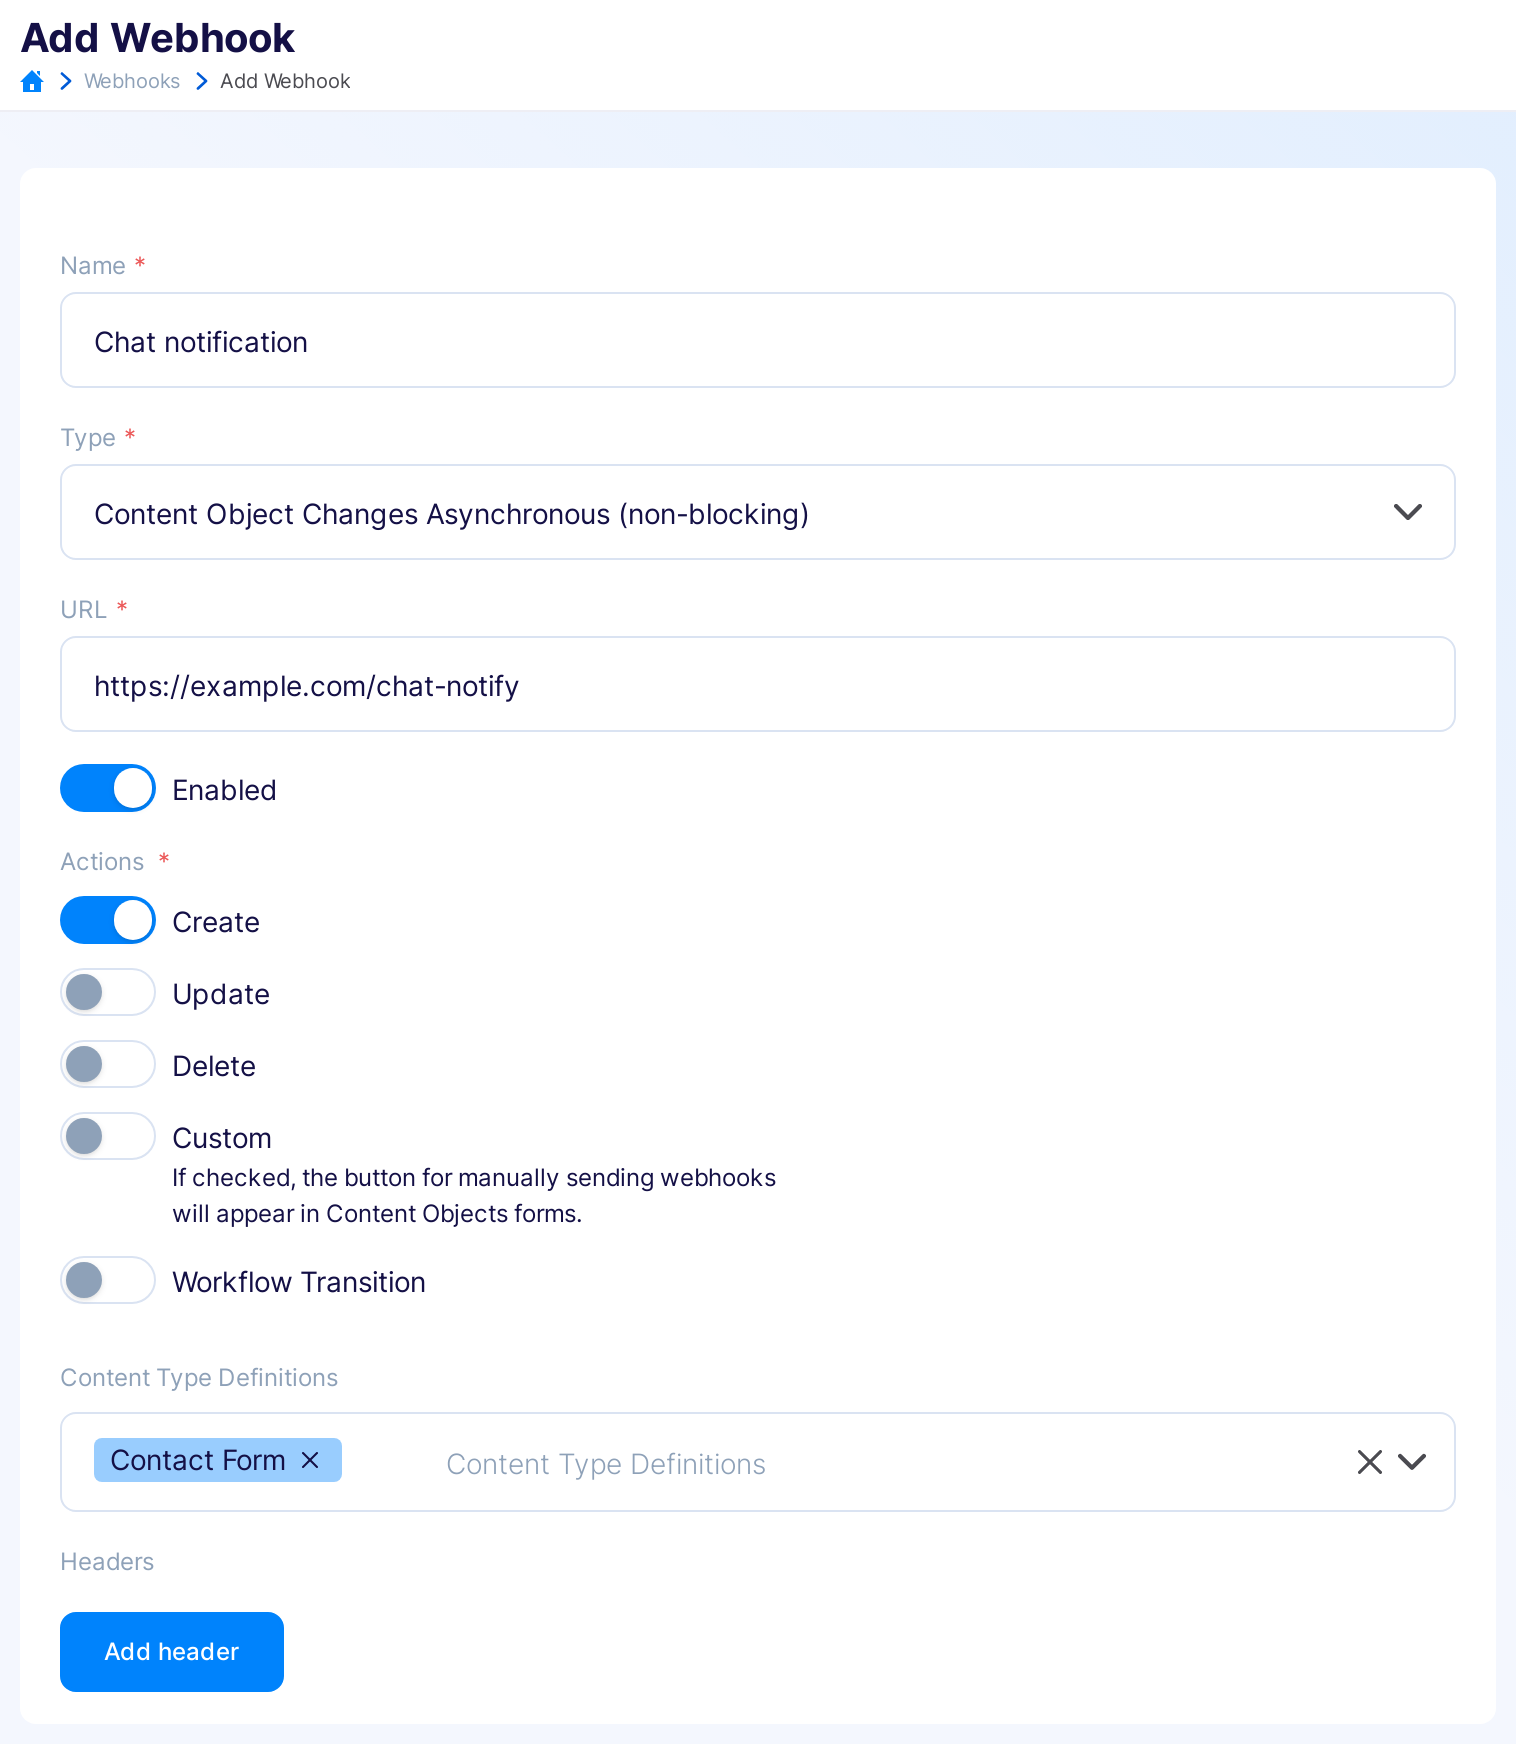 Add Webhook
Webhooks Add Webhook
Name *
Chat notification
Type *
Content Object Changes Asynchronous (non-blocking)
URL *
https://example.com/chat-notify
Enabled
Actions *
Create
Update
Delete
Custom
If checked, the button for manually sending webhooks
will appear in Content Objects forms.
Workflow Transition
Content Type Definitions
Contact Form Content Type Definitions
Headers
Add header